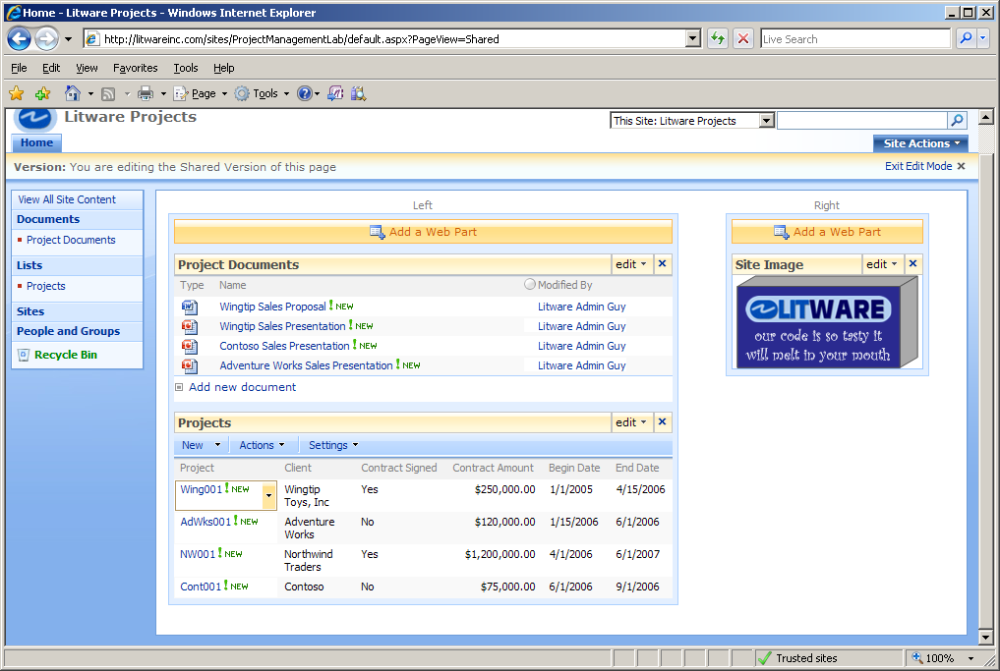 Home - Litware Projects - Windows Internet Explorer
http://litwareinc.com/sites/ProjectManagementLab/default.aspx?PageView=Shared
Live Search
File Edit View Favorites Tools Help
Page Tools
Litware Projects
This Site: Litware Projects
Home
Site Actions
Version: You are editing the Shared Version of this page
Exit Edit Mode
View All Site Content
Documents
Project Documents
Lists
Projects
Sites
People and Groups
Recycle Bin
Left
Add a Web Part
Project Documents edit
Type Name Modified By
Wingtip Sales Proposal ! NEW Litware Admin Guy
Wingtip Sales Presentation ! NEW Litware Admin Guy
Contoso Sales Presentation ! NEW Litware Admin Guy
Adventure Works Sales Presentation ! NEW Litware Admin Guy
Add new document
Projects edit
New Actions Settings
Project Client Contract Signed Contract Amount Begin Date End Date
Wing001 ! NEW Wingtip Toys, Inc Yes $250,000.00 1/1/2005 4/15/2006
AdWks001 ! NEW Adventure Works No $120,000.00 1/15/2006 6/1/2006
NW001 ! NEW Northwind Traders Yes $1,200,000.00 4/1/2006 6/1/2007
Cont001 ! NEW Contoso No $75,000.00 6/1/2006 9/1/2006
Right
Add a Web Part
Site Image edit
LITWARE
our code is so tasty it
will melt in your mouth
Trusted sites 100%